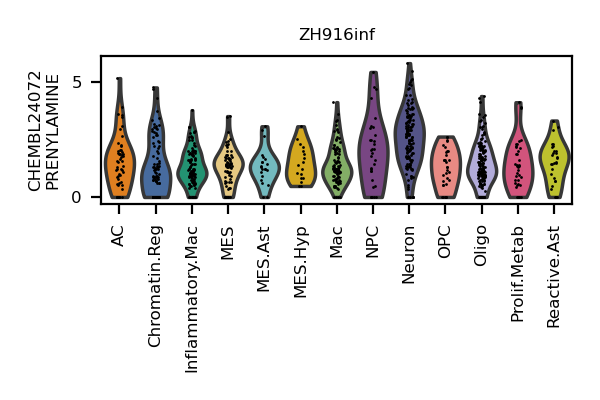 ZH916inf
CHEMBL24072
PRENYLAMINE
5
0
AC
Chromatin.Reg
Inflammatory.Mac
MES
MES.Ast
MES.Hyp
Mac
NPC
Neuron
OPC
Oligo
Prolif.Metab
Reactive.Ast